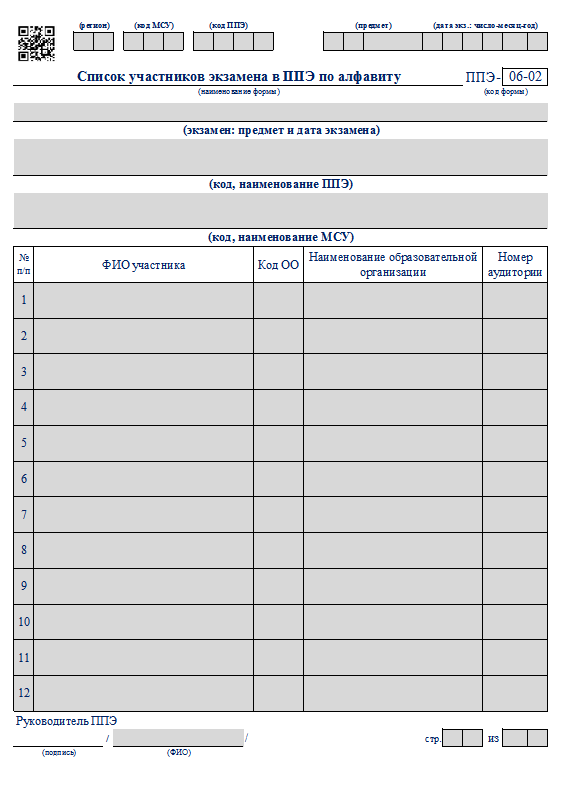 (регион) (код МСУ) (код ППЭ) (предмет) (дата экз.: число-месяц-год)
Список участников экзамена в ППЭ по алфавиту ППЭ- 06-02
(наименование формы) (код формы)
(экзамен: предмет и дата экзамена)
(код, наименование ППЭ)
(код, наименование МСУ)
№ п/п ФИО участника Код ОО Наименование образовательной организации Номер аудитории
1
2
3
4
5
6
7
8
9
10
11
12
Руководитель ППЭ
/ / стр. из
(подпись) (ФИО)